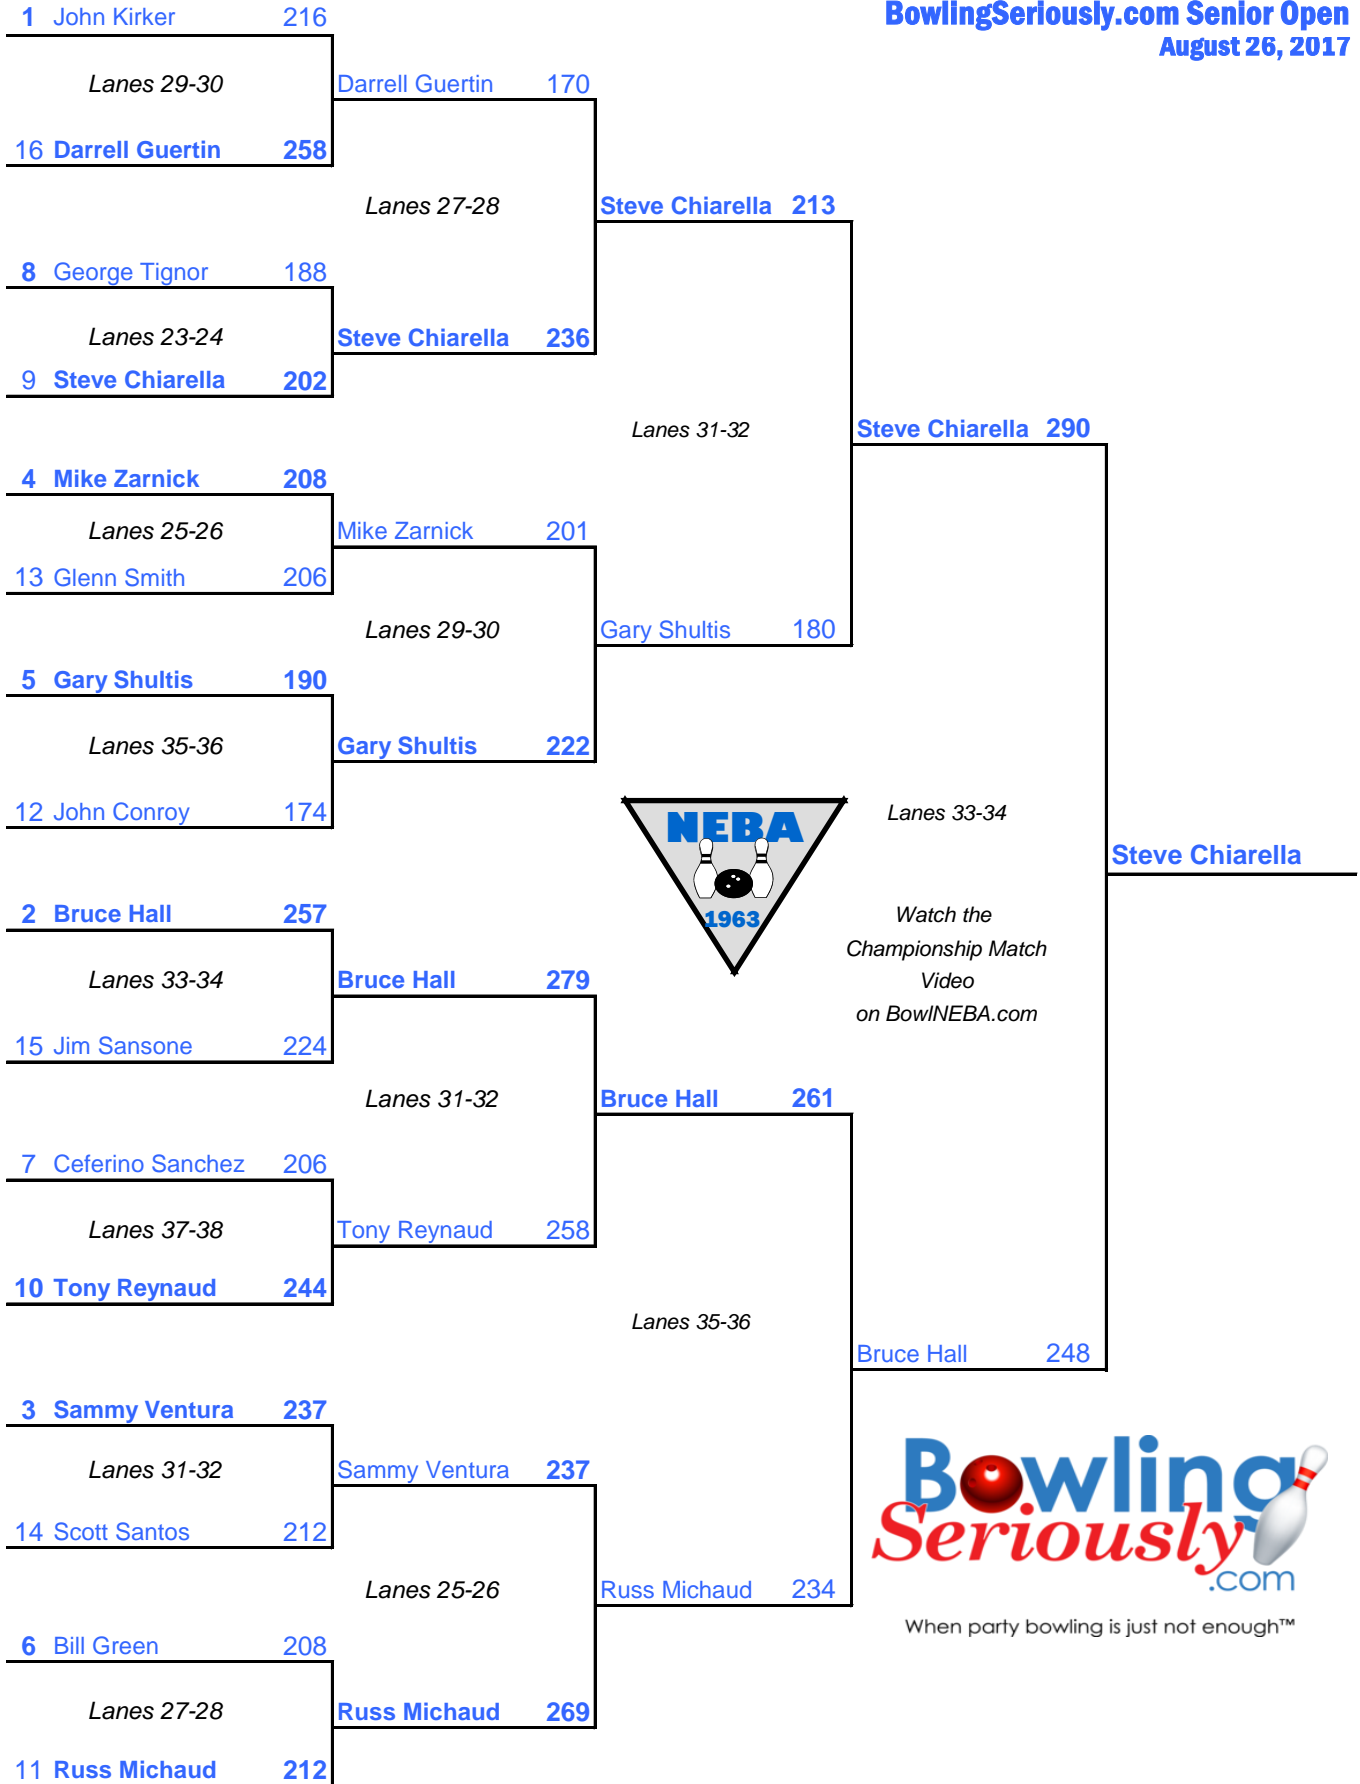 BowlingSeriously.com Senior Open
August 26, 2017
1 John Kirker 216
Lanes 29-30
Darrell Guertin 170
16 Darrell Guertin 258
Lanes 27-28
Steve Chiarella 213
8 George Tignor 188
Lanes 23-24
Steve Chiarella 236
9 Steve Chiarella 202
Lanes 31-32
Steve Chiarella 290
4 Mike Zarnick 208
Lanes 25-26
Mike Zarnick 201
13 Glenn Smith 206
Lanes 29-30
Gary Shultis 180
5 Gary Shultis 190
Lanes 35-36
Gary Shultis 222
12 John Conroy 174
NEBA
1963
Lanes 33-34
Steve Chiarella
Watch the
Championship Match
Video
on BowlNEBA.com
2 Bruce Hall 257
Lanes 33-34
Bruce Hall 279
15 Jim Sansone 224
Lanes 31-32
Bruce Hall 261
7 Ceferino Sanchez 206
Lanes 37-38
Tony Reynaud 258
10 Tony Reynaud 244
Lanes 35-36
Bruce Hall 248
3 Sammy Ventura 237
Lanes 31-32
Sammy Ventura 237
14 Scott Santos 212
Lanes 25-26
Russ Michaud 234
6 Bill Green 208
Lanes 27-28
Russ Michaud 269
11 Russ Michaud 212
Bowling
Seriously
.com
When party bowling is just not enough™